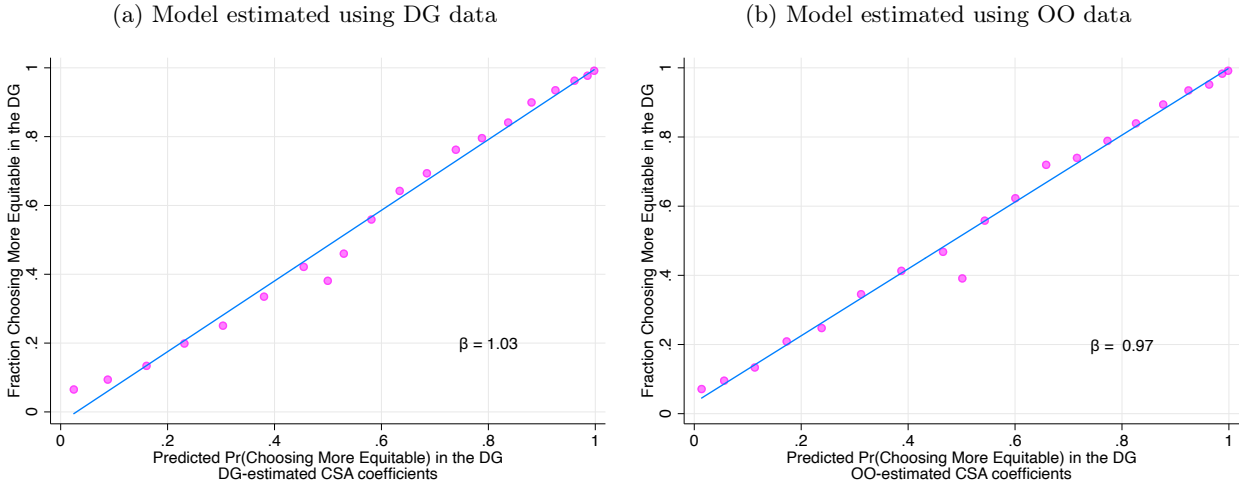 (a) Model estimated using DG data
Fraction Choosing More Equitable in the DG
1
.8
.6
.4
.2
0
β = 1.03
0 .2 .4 .6 .8 1
Predicted Pr(Choosing More Equitable) in the DG
DG-estimated CSA coefficients
(b) Model estimated using OO data
Fraction Choosing More Equitable in the DG
1
.8
.6
.4
.2
0
β = 0.97
0 .2 .4 .6 .8 1
Predicted Pr(Choosing More Equitable) in the DG
OO-estimated CSA coefficients